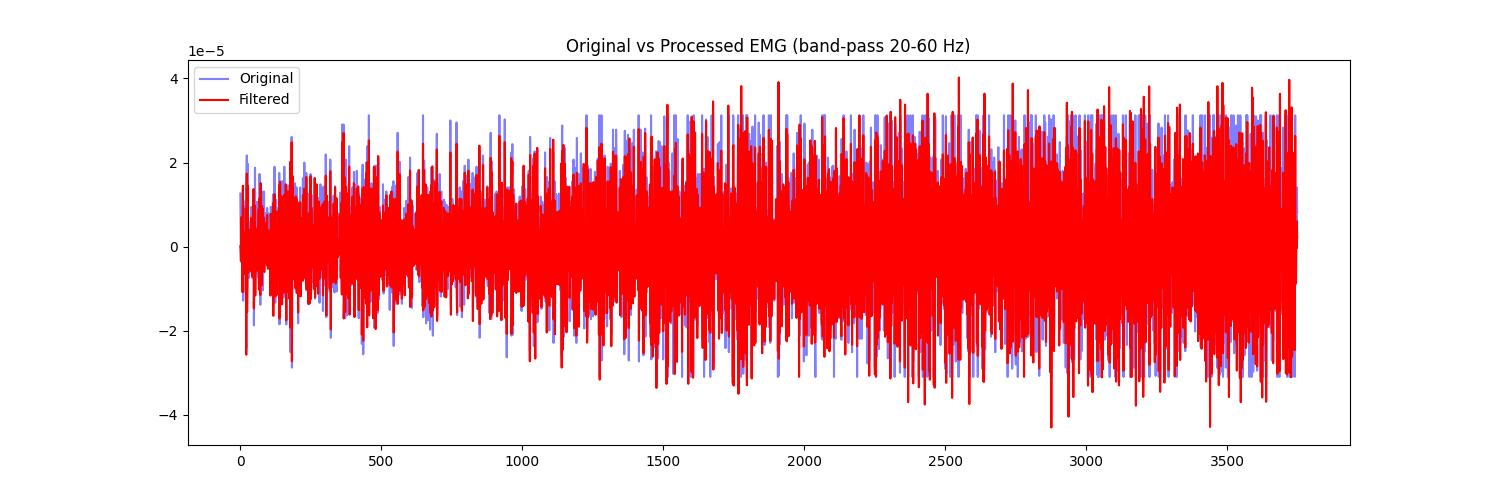 Original vs Processed EMG (band-pass 20-60 Hz)
1e−5
Original
Filtered
4
2
0
−2
−4
0 500 1000 1500 2000 2500 3000 3500